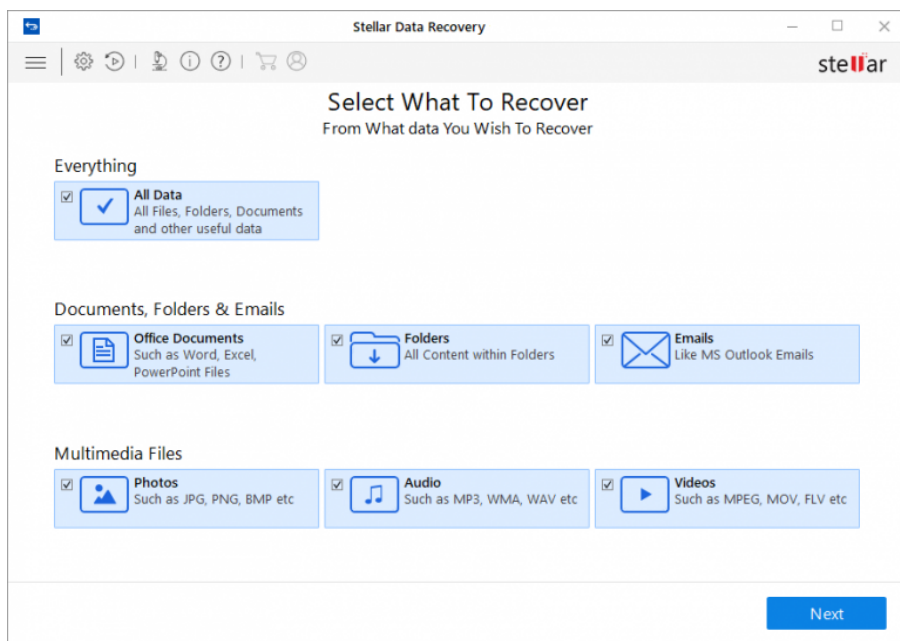 Stellar Data Recovery
stellar
Select What To Recover
From What data You Wish To Recover
Everything
All Data
All Files, Folders, Documents
and other useful data
Documents, Folders & Emails
Office Documents
Such as Word, Excel,
PowerPoint Files
Folders
All Content within Folders
Emails
Like MS Outlook Emails
Multimedia Files
Photos
Such as JPG, PNG, BMP etc
Audio
Such as MP3, WMA, WAV etc
Videos
Such as MPEG, MOV, FLV etc
Next